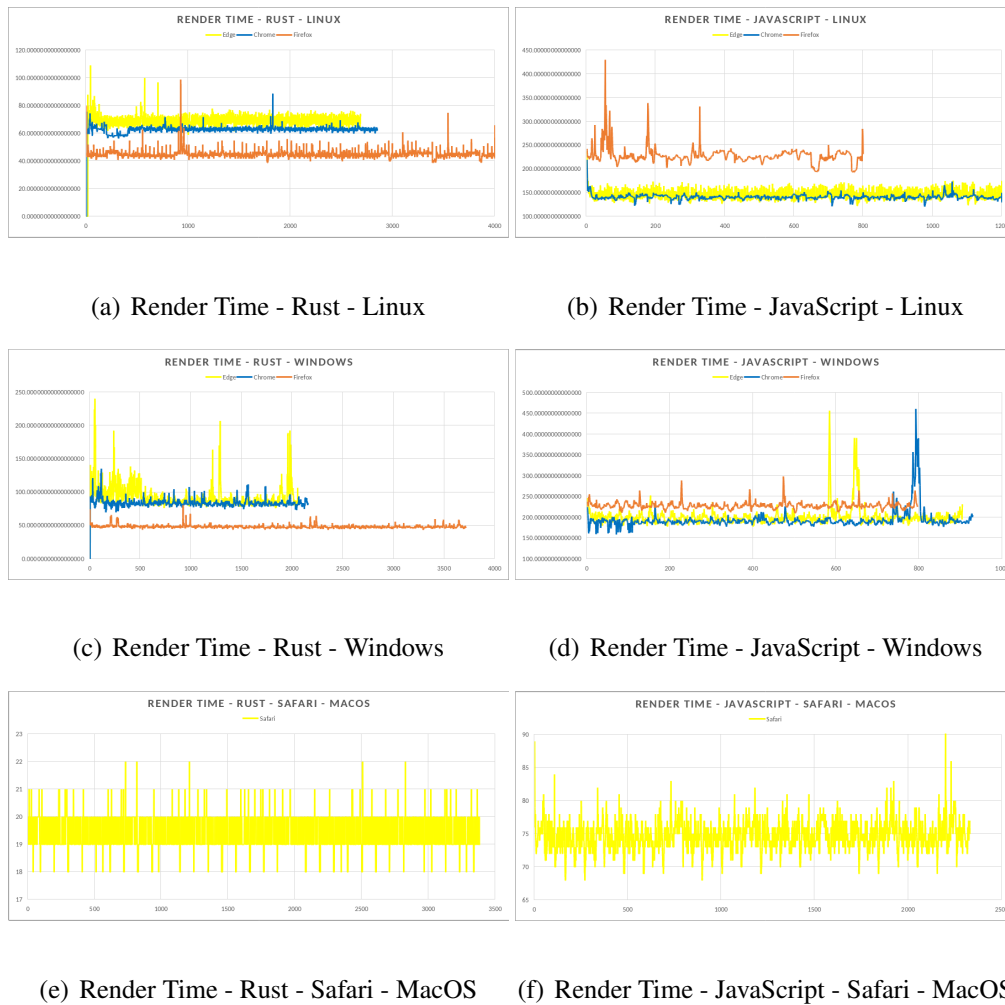 RENDER TIME - RUST - LINUX
Edge Chrome Firefox
120.0000000000000000
100.0000000000000000
80.0000000000000000
60.0000000000000000
40.0000000000000000
20.0000000000000000
0.0000000000000000
0 1000 2000 3000 4000
(a) Render Time - Rust - Linux
RENDER TIME - JAVASCRIPT - LINUX
Edge Chrome Firefox
450.0000000000000000
400.0000000000000000
350.0000000000000000
300.0000000000000000
250.0000000000000000
200.0000000000000000
150.0000000000000000
100.0000000000000000
0 200 400 600 800 1000 120
(b) Render Time - JavaScript - Linux
RENDER TIME - RUST - WINDOWS
Edge Chrome Firefox
250.0000000000000000
200.0000000000000000
150.0000000000000000
100.0000000000000000
50.0000000000000000
0.0000000000000000
0 500 1000 1500 2000 2500 3000 3500 4000
(c) Render Time - Rust - Windows
RENDER TIME - JAVASCRIPT - WINDOWS
Edge Chrome Firefox
500.0000000000000000
450.0000000000000000
400.0000000000000000
350.0000000000000000
300.0000000000000000
250.0000000000000000
200.0000000000000000
150.0000000000000000
100.0000000000000000
0 200 400 600 800 100
(d) Render Time - JavaScript - Windows
RENDER TIME - RUST - SAFARI - MACOS
Safari
23
22
21
20
19
18
17
0 500 1000 1500 2000 2500 3000 3500
(e) Render Time - Rust - Safari - MacOS
RENDER TIME - JAVASCRIPT - SAFARI - MACOS
Safari
90
85
80
75
70
65
0 500 1000 1500 2000 250
(f) Render Time - JavaScript - Safari - MacOS